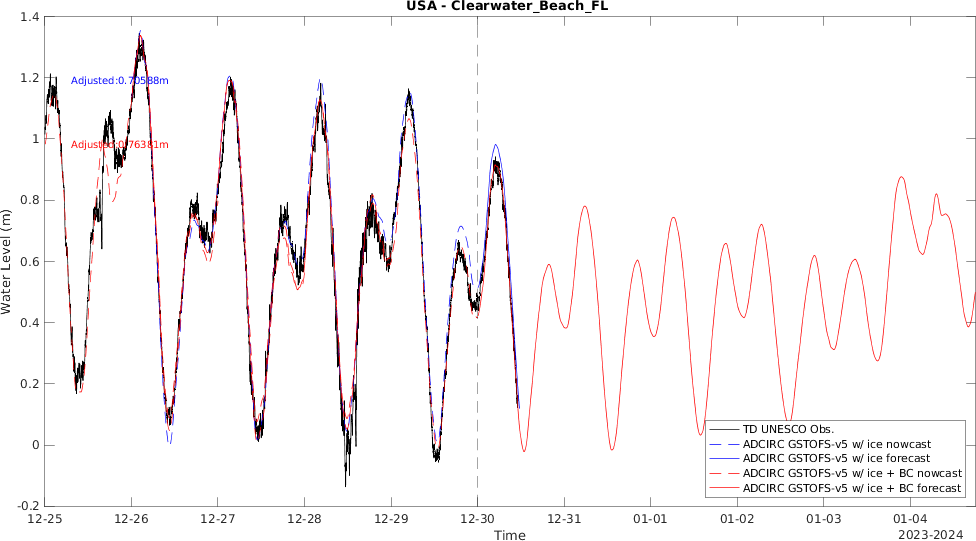 USA - Clearwater_Beach_FL
1.4
1.2
1
0.8
0.6
0.4
0.2
0
-0.2
Water Level (m)
Adjusted:0.70588m
Adjusted:0.76381m
TD UNESCO Obs.
ADCIRC GSTOFS-v5 w/ ice nowcast
ADCIRC GSTOFS-v5 w/ ice forecast
ADCIRC GSTOFS-v5 w/ ice + BC nowcast
ADCIRC GSTOFS-v5 w/ ice + BC forecast
12-25 12-26 12-27 12-28 12-29 12-30 12-31 01-01 01-02 01-03 01-04
Time
2023-2024